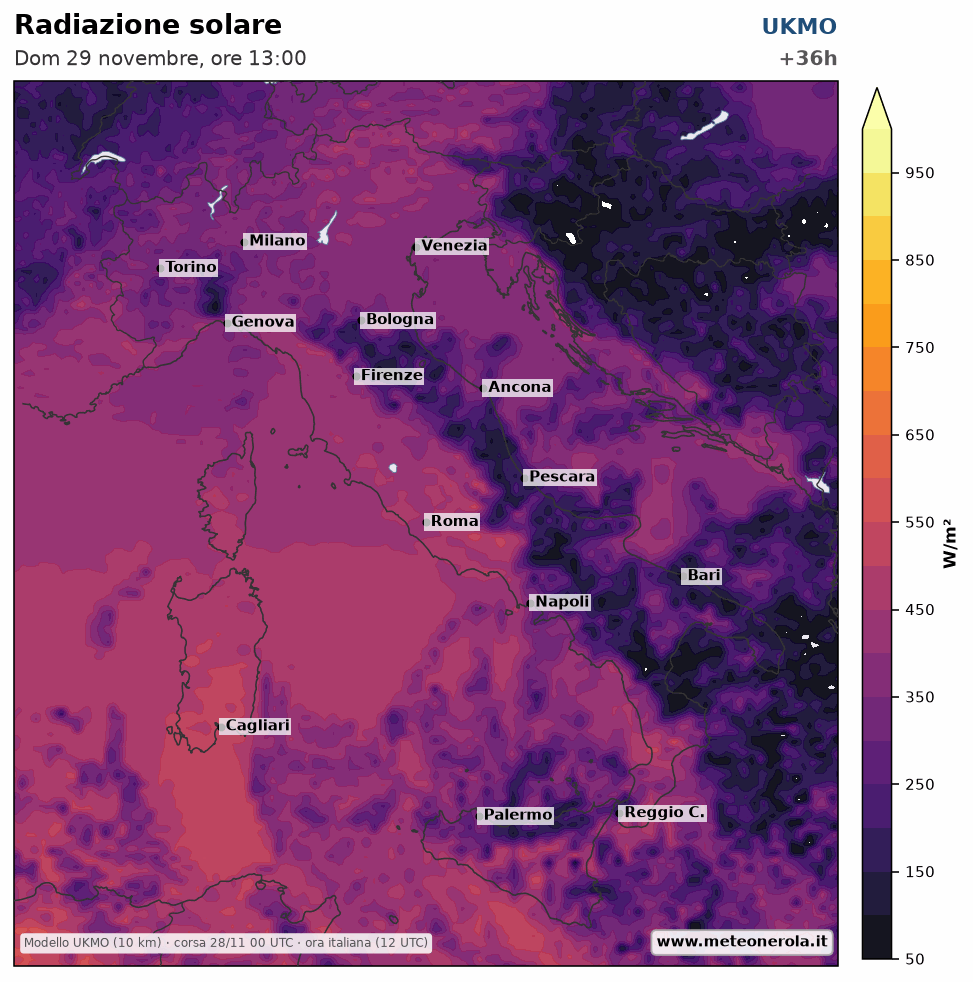 Radiazione solare
UKMO
Dom 29 novembre, ore 13:00
+36h
950
850
750
650
550
450
350
250
150
50
W/m²
Milano
Venezia
Torino
Genova
Bologna
Firenze
Ancona
Pescara
Roma
Bari
Napoli
Cagliari
Palermo
Reggio C.
Modello UKMO (10 km) · corsa 28/11 00 UTC · ora italiana (12 UTC)
www.meteonerola.it